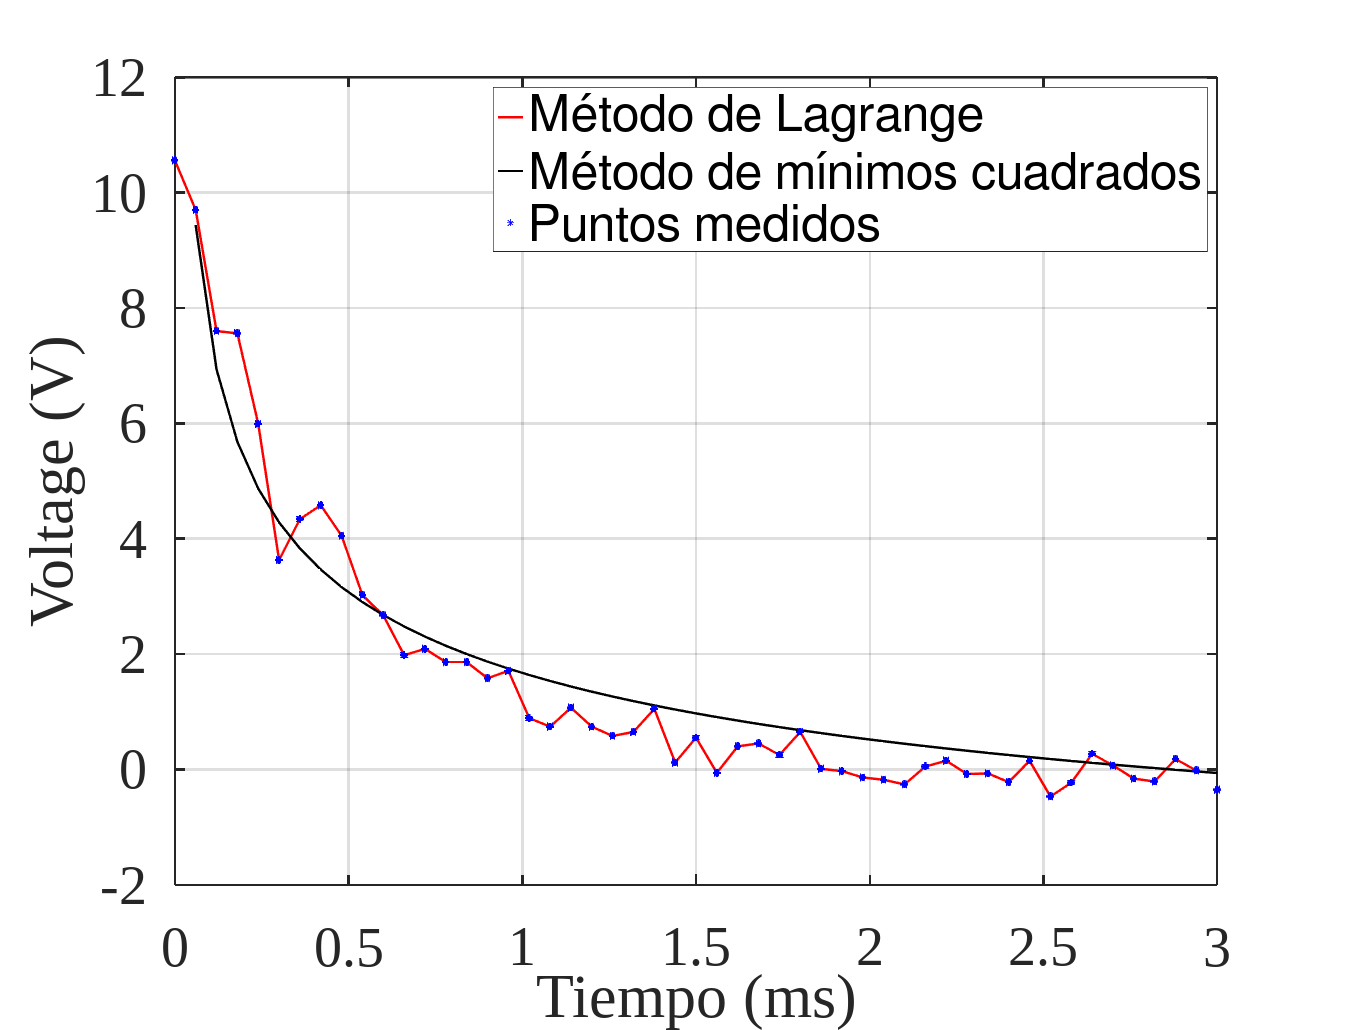 12
Método de Lagrange
Método de mínimos cuadrados
10
Puntos medidos
8
6
4
2
0
-2
Voltage (V)
0 0.5 1 1.5 2 2.5 3
Tiempo (ms)